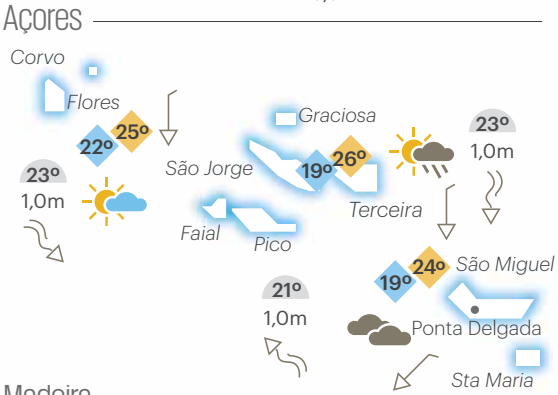 Açores
Corvo
Flores
22º 25º
23º
1,0m
Graciosa
São Jorge
19º 26º
Terceira
23º
1,0m
Faial
Pico
19º 24º
São Miguel
Ponta Delgada
21º
1,0m
Sta Maria